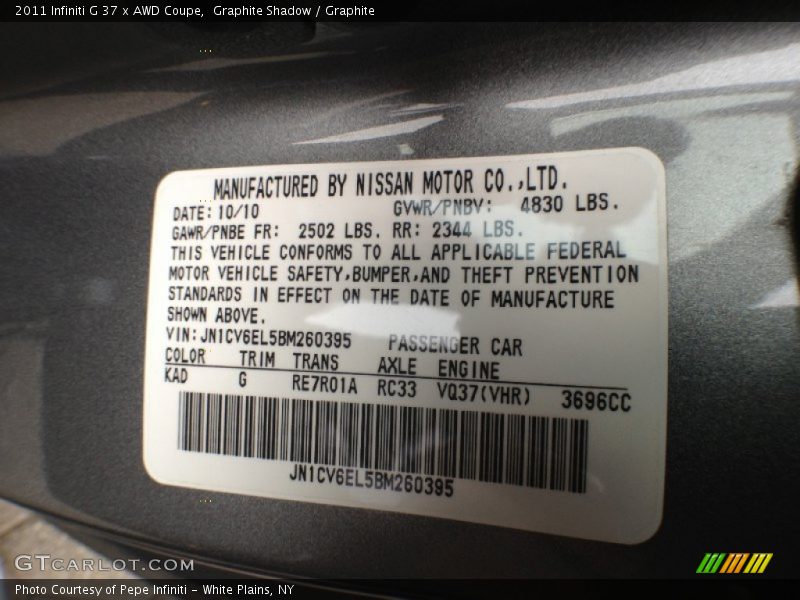 2011 Infiniti G 37 x AWD Coupe,  Graphite Shadow / Graphite
MANUFACTURED BY NISSAN MOTOR CO.,LTD.
DATE: 10/10 GVWR/PNBV: 4830 LBS.
GAWR/PNBE FR: 2502 LBS. RR: 2344 LBS.
THIS VEHICLE CONFORMS TO ALL APPLICABLE FEDERAL
MOTOR VEHICLE SAFETY,BUMPER,AND THEFT PREVENTION
STANDARDS IN EFFECT ON THE DATE OF MANUFACTURE
SHOWN ABOVE.
VIN: JN1CV6EL5BM260395 PASSENGER CAR
COLOR TRIM TRANS AXLE ENGINE
KAD G RE7R01A RC33 VQ37(VHR) 3696CC
JN1CV6EL5BM260395
GTCARLOT.COM
Photo Courtesy of Pepe Infiniti - White Plains, NY